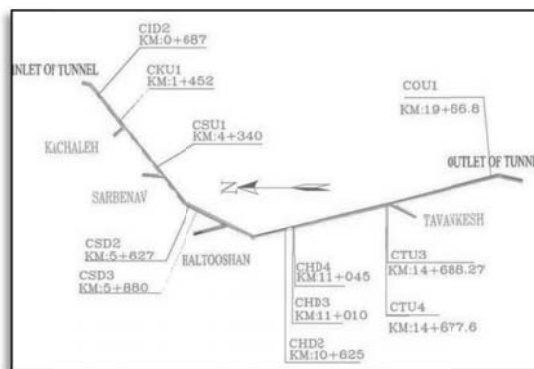 CID2
KM:0+687
INLET OF TUNNEL
CKU1
KM:1+452
COU1
KM:19+66.8
CSU1
KM:4+340
KACHALEH
OUTLET OF TUNNE
N
SARBENAV
TAVANKESH
CSD2
KM:5+627
BALTOOSHAN
CSD3
KM:5+880
CHD4
KM:11+045
CTU3
KM:14+688.27
CHD3
KM:11+010
CTU4
KM:14+677.6
CHD2
KM:10+625